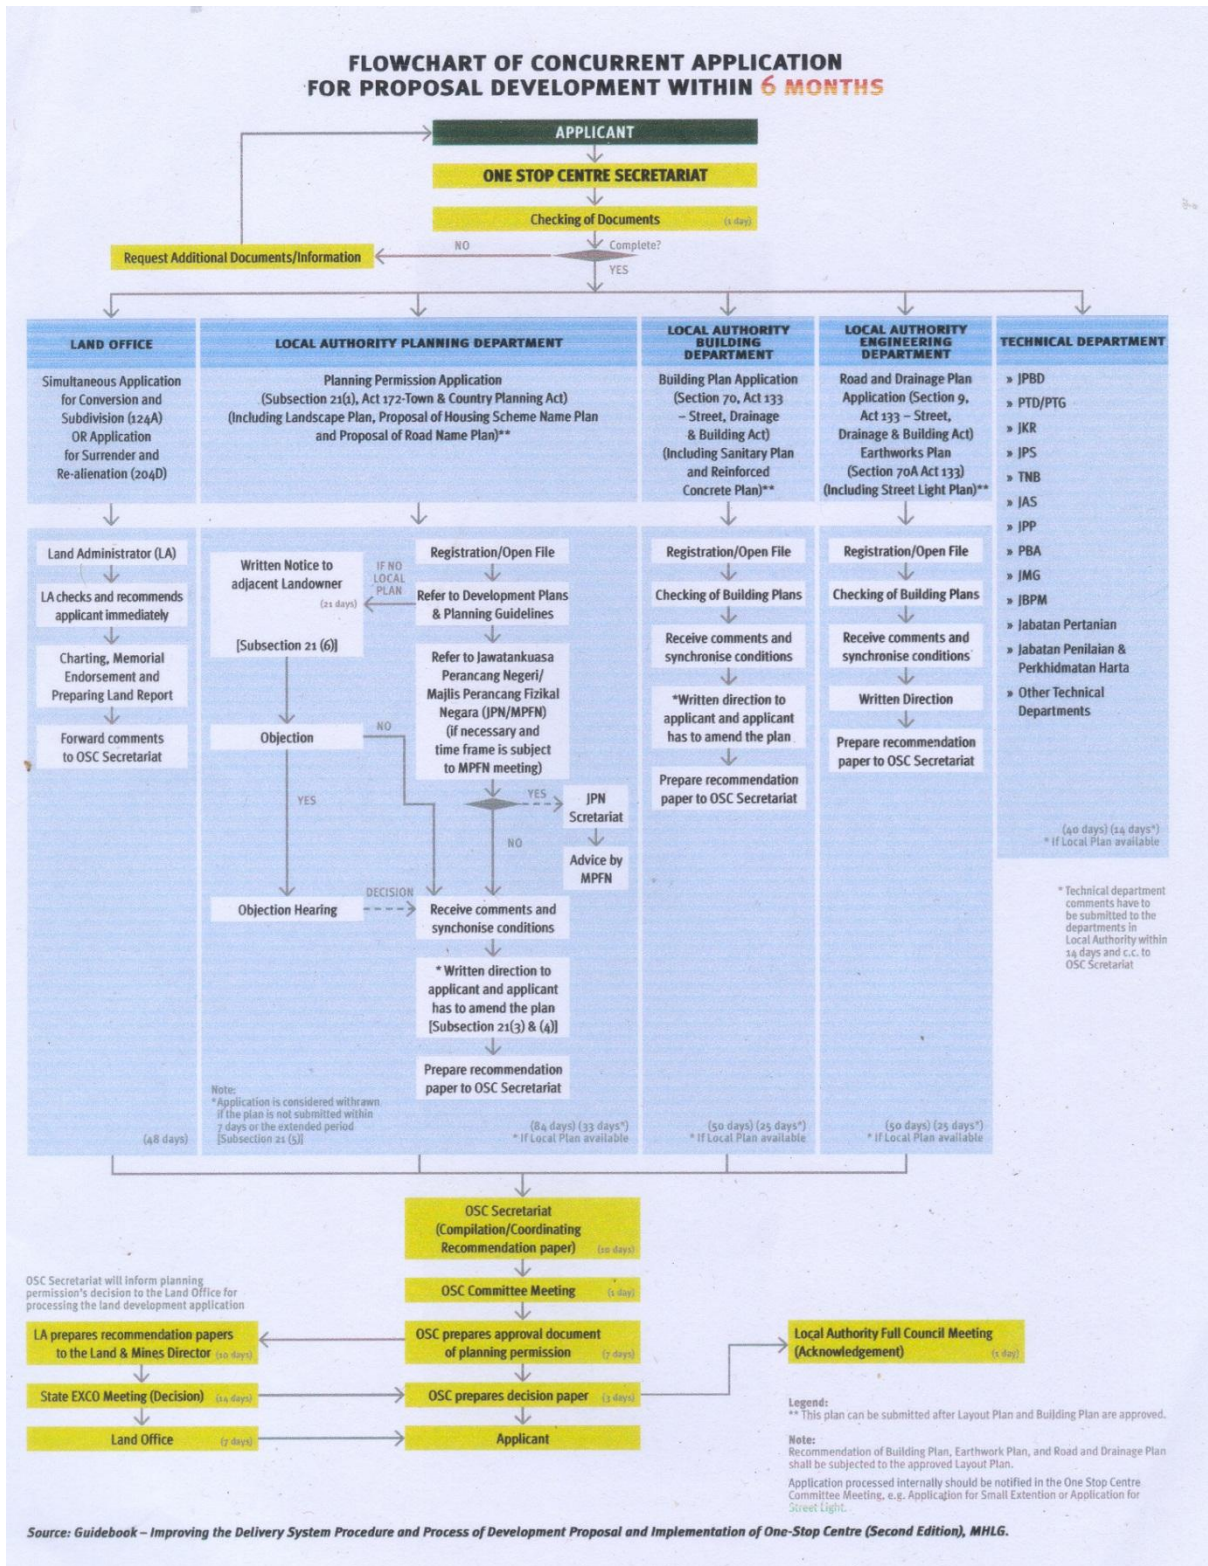 FLOWCHART OF CONCURRENT APPLICATION
FOR PROPOSAL DEVELOPMENT WITHIN 6 MONTHS
APPLICANT
ONE STOP CENTRE SECRETARIAT
Checking of Documents (1 day)
NO
Complete?
Request Additional Documents/Information
YES
LAND OFFICE
Simultaneous Application
for Conversion and
Subdivision (124A)
OR Application
for Surrender and
Re-alienation (204D)
Land Administrator (LA)
LA checks and recommends
applicant immediately
Charting, Memorial
Endorsement and
Preparing Land Report
Forward comments
to OSC Secretariat
(48 days)
LOCAL AUTHORITY PLANNING DEPARTMENT
Planning Permission Application
(Subsection 21(1), Act 172-Town & Country Planning Act)
(Including Landscape Plan, Proposal of Housing Scheme Name Plan
and Proposal of Road Name Plan)**
Written Notice to
adjacent Landowner
(21 days)
[Subsection 21 (6)]
IF NO
LOCAL
PLAN
Registration/Open File
Refer to Development Plans
& Planning Guidelines
Refer to Jawatankuasa
Perancang Negeri/
Majlis Perancang Fizikal
Negara (JPN/MPFN)
(if necessary and
time frame is subject
to MPFN meeting)
Objection
NO
YES
YES
JPN
Scretariat
NO
Advice by
MPFN
Objection Hearing
DECISION
Receive comments and
synchonise conditions
* Written direction to
applicant and applicant
has to amend the plan
[Subsection 21(3) & (4)]
Prepare recommendation
paper to OSC Secretariat
Note:
*Application is considered withrawn
if the plan is not submitted within
7 days or the extended period
[Subsection 21 (5)]
(84 days) (33 days*)
* If Local Plan available
LOCAL AUTHORITY
BUILDING
DEPARTMENT
Building Plan Application
(Section 70, Act 133
– Street, Drainage
& Building Act)
(Including Sanitary Plan
and Reinforced
Concrete Plan)**
Registration/Open File
Checking of Building Plans
Receive comments and
synchronise conditions
*Written direction to
applicant and applicant
has to amend the plan
Prepare recommendation
paper to OSC Secretariat
(50 days) (25 days*)
* If Local Plan available
LOCAL AUTHORITY
ENGINEERING
DEPARTMENT
Road and Drainage Plan
Application (Section 9,
Act 133 – Street,
Drainage & Building Act)
Earthworks Plan
(Section 70A Act 133)
(Including Street Light Plan)**
Registration/Open File
Checking of Building Plans
Receive comments and
synchronise conditions
Written Direction
Prepare recommendation
paper to OSC Secretariat
(50 days) (25 days*)
* If Local Plan available
TECHNICAL DEPARTMENT
» JPBD
» PTD/PTG
» JKR
» JPS
» TNB
» JAS
» JPP
» PBA
» JMG
» JBPM
» Jabatan Pertanian
» Jabatan Penilaian &
Perkhidmatan Harta
» Other Technical
Departments
(40 days) (14 days*)
* If Local Plan available
* Technical department
comments have to
be submitted to the
departments in
Local Authority within
14 days and c.c. to
OSC Scretariat
OSC Secretariat
(Compilation/Coordinating
Recommendation paper) (10 days)
OSC Committee Meeting (1 day)
OSC Secretariat will inform planning
permission's decision to the Land Office for
processing the land development application
LA prepares recommendation papers
to the Land & Mines Director (10 days)
OSC prepares approval document
of planning permission (7 days)
Local Authority Full Council Meeting
(Acknowledgement) (1 day)
State EXCO Meeting (Decision) (14 days)
OSC prepares decision paper (3 days)
Land Office (7 days)
Applicant
Legend:
** This plan can be submitted after Layout Plan and Building Plan are approved.
Note:
Recommendation of Building Plan, Earthwork Plan, and Road and Drainage Plan
shall be subjected to the approved Layout Plan.
Application processed internally should be notified in the One Stop Centre
Committee Meeting, e.g. Application for Small Extention or Application for
Street Light.
Source: Guidebook – Improving the Delivery System Procedure and Process of Development Proposal and Implementation of One-Stop Centre (Second Edition), MHLG.